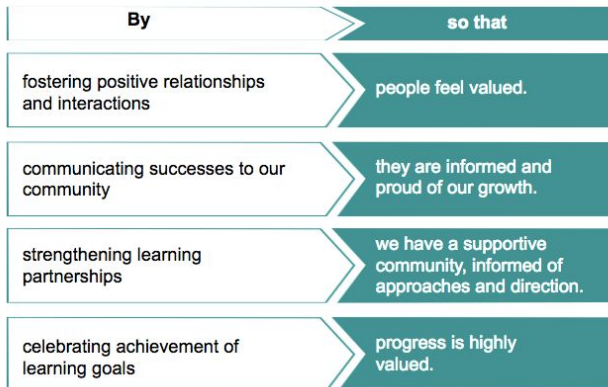 By
so that
fostering positive relationships
and interactions
people feel valued.
communicating successes to our
community
they are informed and
proud of our growth.
strengthening learning
partnerships
we have a supportive
community, informed of
approaches and direction.
celebrating achievement of
learning goals
progress is highly
valued.